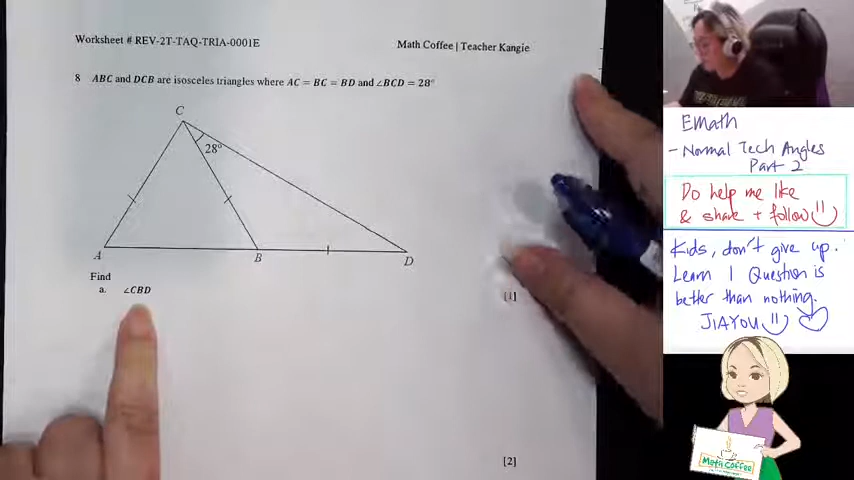 Worksheet # REV-2T-TAQ-TRIA-0001E
Math Coffee | Teacher Kangie
8 ABC and DCB are isosceles triangles where AC = BC = BD and ∠BCD = 28°
C
28°
A
B
D
Find
a. ∠CBD
[1]
[2]
EMath
- Normal Tech Angles
Part 2
Do help me like
& share + follow
Kids, don't give up.
Learn 1 Question is
better than nothing.
JIAYOU
Math Coffee